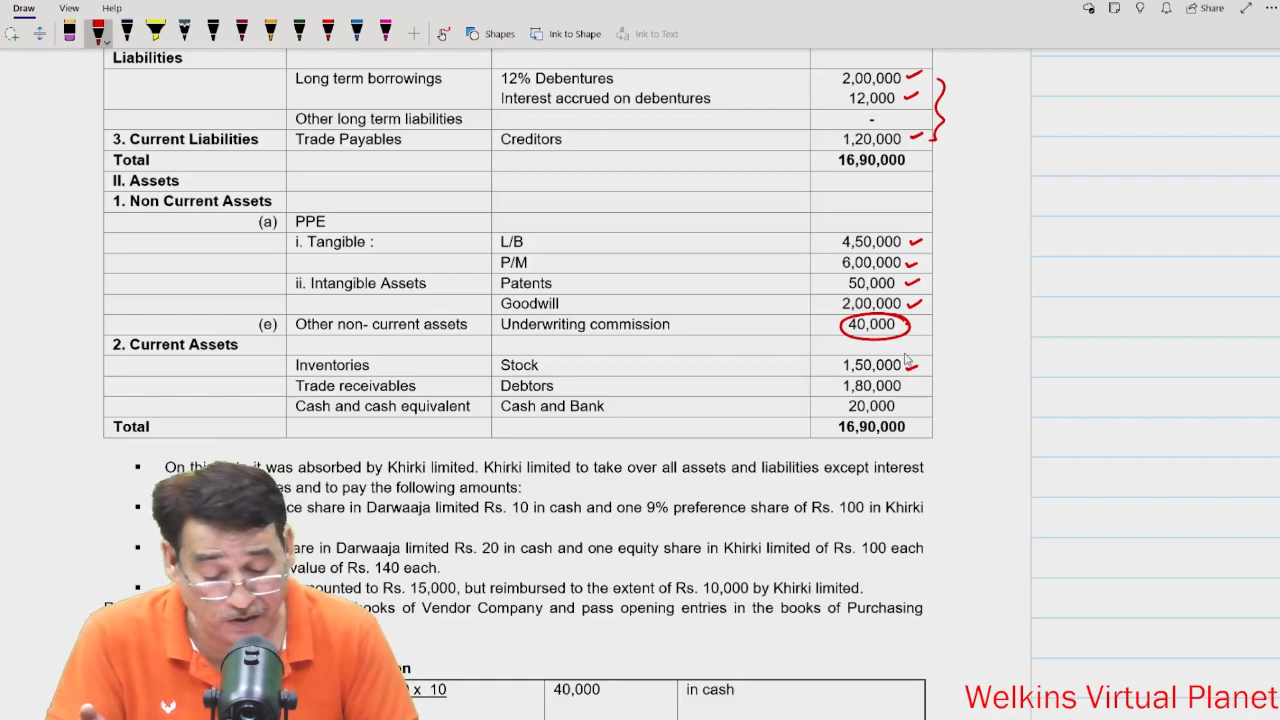 Draw View Help
Share
Shapes Ink to Shape Ink to Text
Liabilities
Long term borrowings 12% Debentures 2,00,000
Interest accrued on debentures 12,000
Other long term liabilities -
3. Current Liabilities Trade Payables Creditors 1,20,000
Total 16,90,000
II. Assets
1. Non Current Assets
(a) PPE
i. Tangible : L/B 4,50,000
P/M 6,00,000
ii. Intangible Assets Patents 50,000
Goodwill 2,00,000
(e) Other non- current assets Underwriting commission 40,000
2. Current Assets
Inventories Stock 1,50,000
Trade receivables Debtors 1,80,000
Cash and cash equivalent Cash and Bank 20,000
Total 16,90,000
On this it was absorbed by Khirki limited. Khirki limited to take over all assets and liabilities except interest
and to pay the following amounts:
share in Darwaaja limited Rs. 10 in cash and one 9% preference share of Rs. 100 in Khirki
in Darwaaja limited Rs. 20 in cash and one equity share in Khirki limited of Rs. 100 each
value of Rs. 140 each.
to Rs. 15,000, but reimbursed to the extent of Rs. 10,000 by Khirki limited.
of Vendor Company and pass opening entries in the books of Purchasing
x 10 40,000 in cash
Welkins Virtual Planet